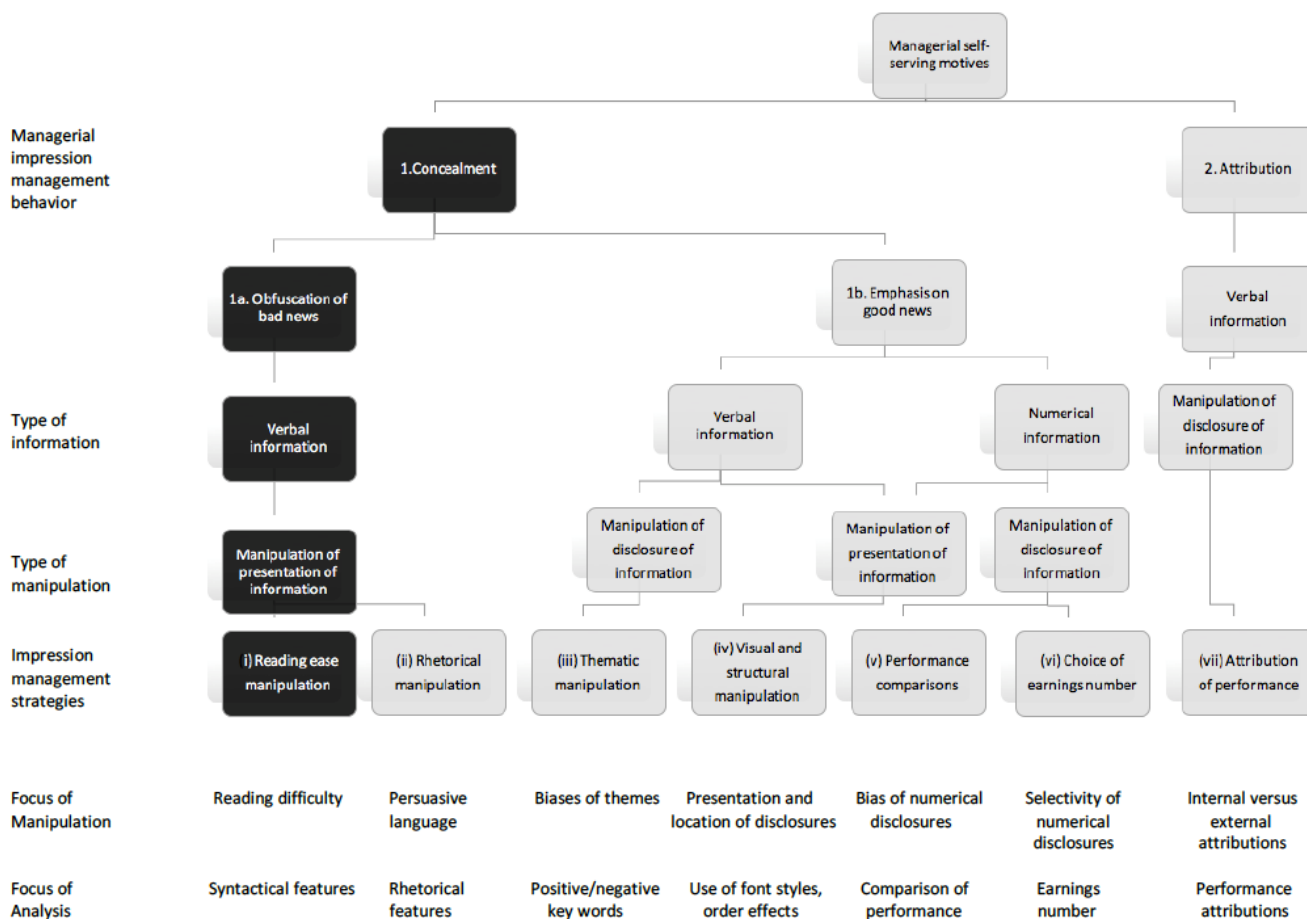 Managerial self-
serving motives
Managerial
impression
management
behavior
1.Concealment
2. Attribution
1a. Obfuscation of
bad news
1b. Emphasis on
good news
Verbal
information
Type of
information
Verbal
information
Verbal
information
Numerical
information
Manipulation of
disclosure of
information
Type of
manipulation
Manipulation of
presentation of
information
Manipulation of
disclosure of
information
Manipulation of
presentation of
information
Manipulation of
disclosure of
information
Impression
management
strategies
(i) Reading ease
manipulation
(ii) Rhetorical
manipulation
(iii) Thematic
manipulation
(iv) Visual and
structural
manipulation
(v) Performance
comparisons
(vi) Choice of
earnings number
(vii) Attribution
of performance
Focus of
Manipulation
Reading difficulty
Persuasive
language
Biases of themes
Presentation and
location of disclosures
Bias of numerical
disclosures
Selectivity of
numerical
disclosures
Internal versus
external
attributions
Focus of
Analysis
Syntactical features
Rhetorical
features
Positive/negative
key words
Use of font styles,
order effects
Comparison of
performance
Earnings
number
Performance
attributions